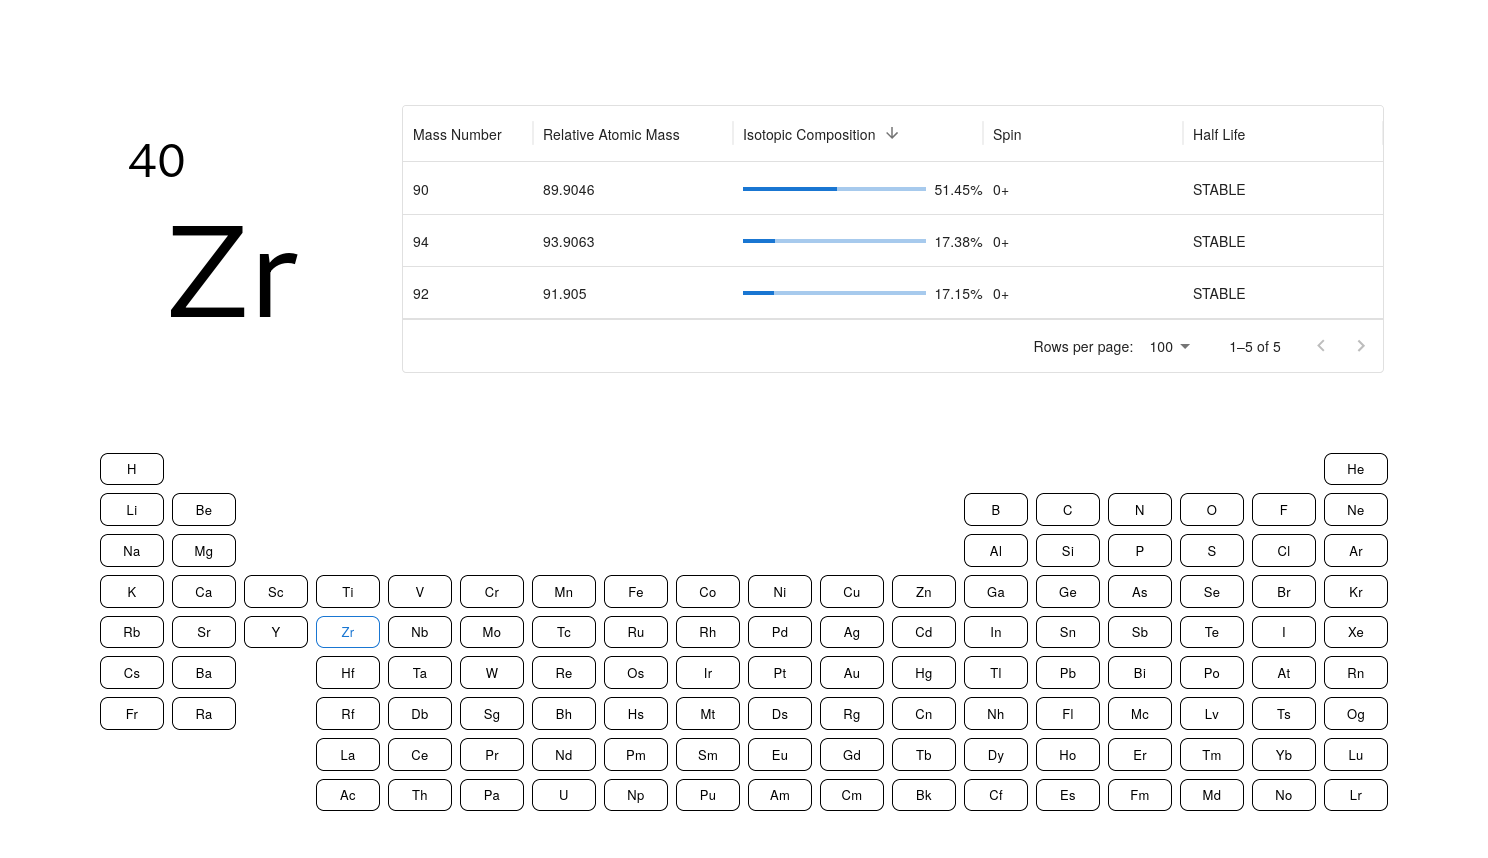 40
Zr
Mass Number Relative Atomic Mass Isotopic Composition Spin Half Life
90 89.9046 51.45% 0+ STABLE
94 93.9063 17.38% 0+ STABLE
92 91.905 17.15% 0+ STABLE
Rows per page: 100 1–5 of 5
H He
Li Be B C N O F Ne
Na Mg Al Si P S Cl Ar
K Ca Sc Ti V Cr Mn Fe Co Ni Cu Zn Ga Ge As Se Br Kr
Rb Sr Y Zr Nb Mo Tc Ru Rh Pd Ag Cd In Sn Sb Te I Xe
Cs Ba Hf Ta W Re Os Ir Pt Au Hg Tl Pb Bi Po At Rn
Fr Ra Rf Db Sg Bh Hs Mt Ds Rg Cn Nh Fl Mc Lv Ts Og
La Ce Pr Nd Pm Sm Eu Gd Tb Dy Ho Er Tm Yb Lu
Ac Th Pa U Np Pu Am Cm Bk Cf Es Fm Md No Lr